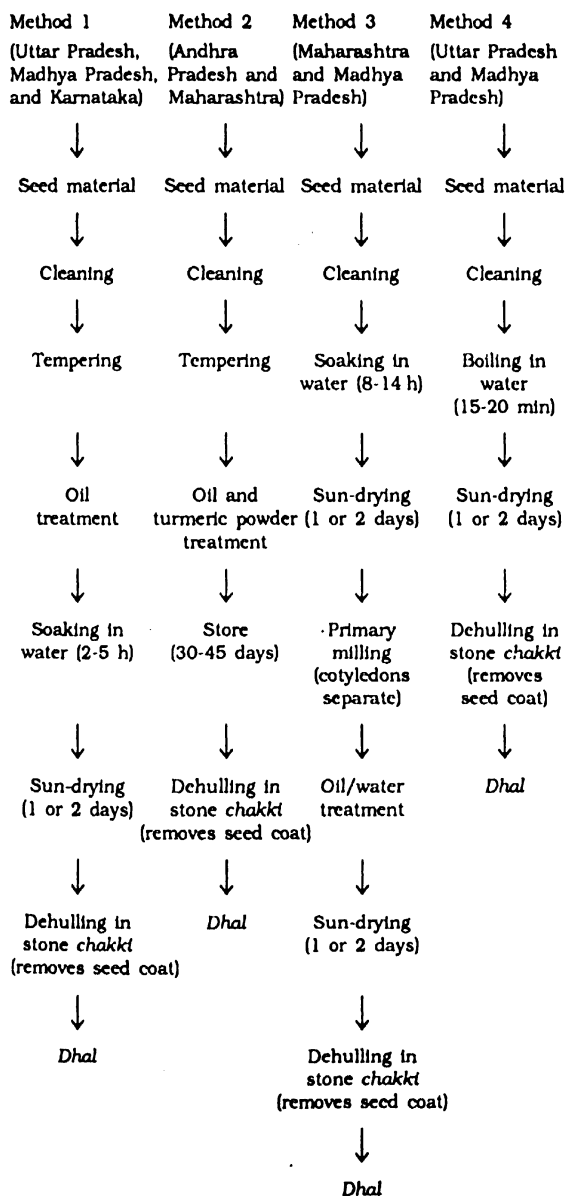 Method 1
(Uttar Pradesh,
Madhya Pradesh,
and Karnataka)
Seed material
Cleaning
Tempering
Oil
treatment
Soaking in
water (2-5 h)
Sun-drying
(1 or 2 days)
Dehulling in
stone chakki
(removes seed coat)
Dhal
Method 2
(Andhra
Pradesh and
Maharashtra)
Seed material
Cleaning
Tempering
Oil and
turmeric powder
treatment
Store
(30-45 days)
Dehulling in
stone chakki
(removes seed coat)
Dhal
Method 3
(Maharashtra
and Madhya
Pradesh)
Seed material
Cleaning
Soaking in
water (8-14 h)
Sun-drying
(1 or 2 days)
Primary
milling
(cotyledons
separate)
Oil/water
treatment
Sun-drying
(1 or 2 days)
Dehulling in
stone chakki
(removes seed coat)
Dhal
Method 4
(Uttar Pradesh
and Madhya
Pradesh)
Seed material
Cleaning
Boiling in
water
(15-20 min)
Sun-drying
(1 or 2 days)
Dehulling in
stone chakki
(removes
seed coat)
Dhal